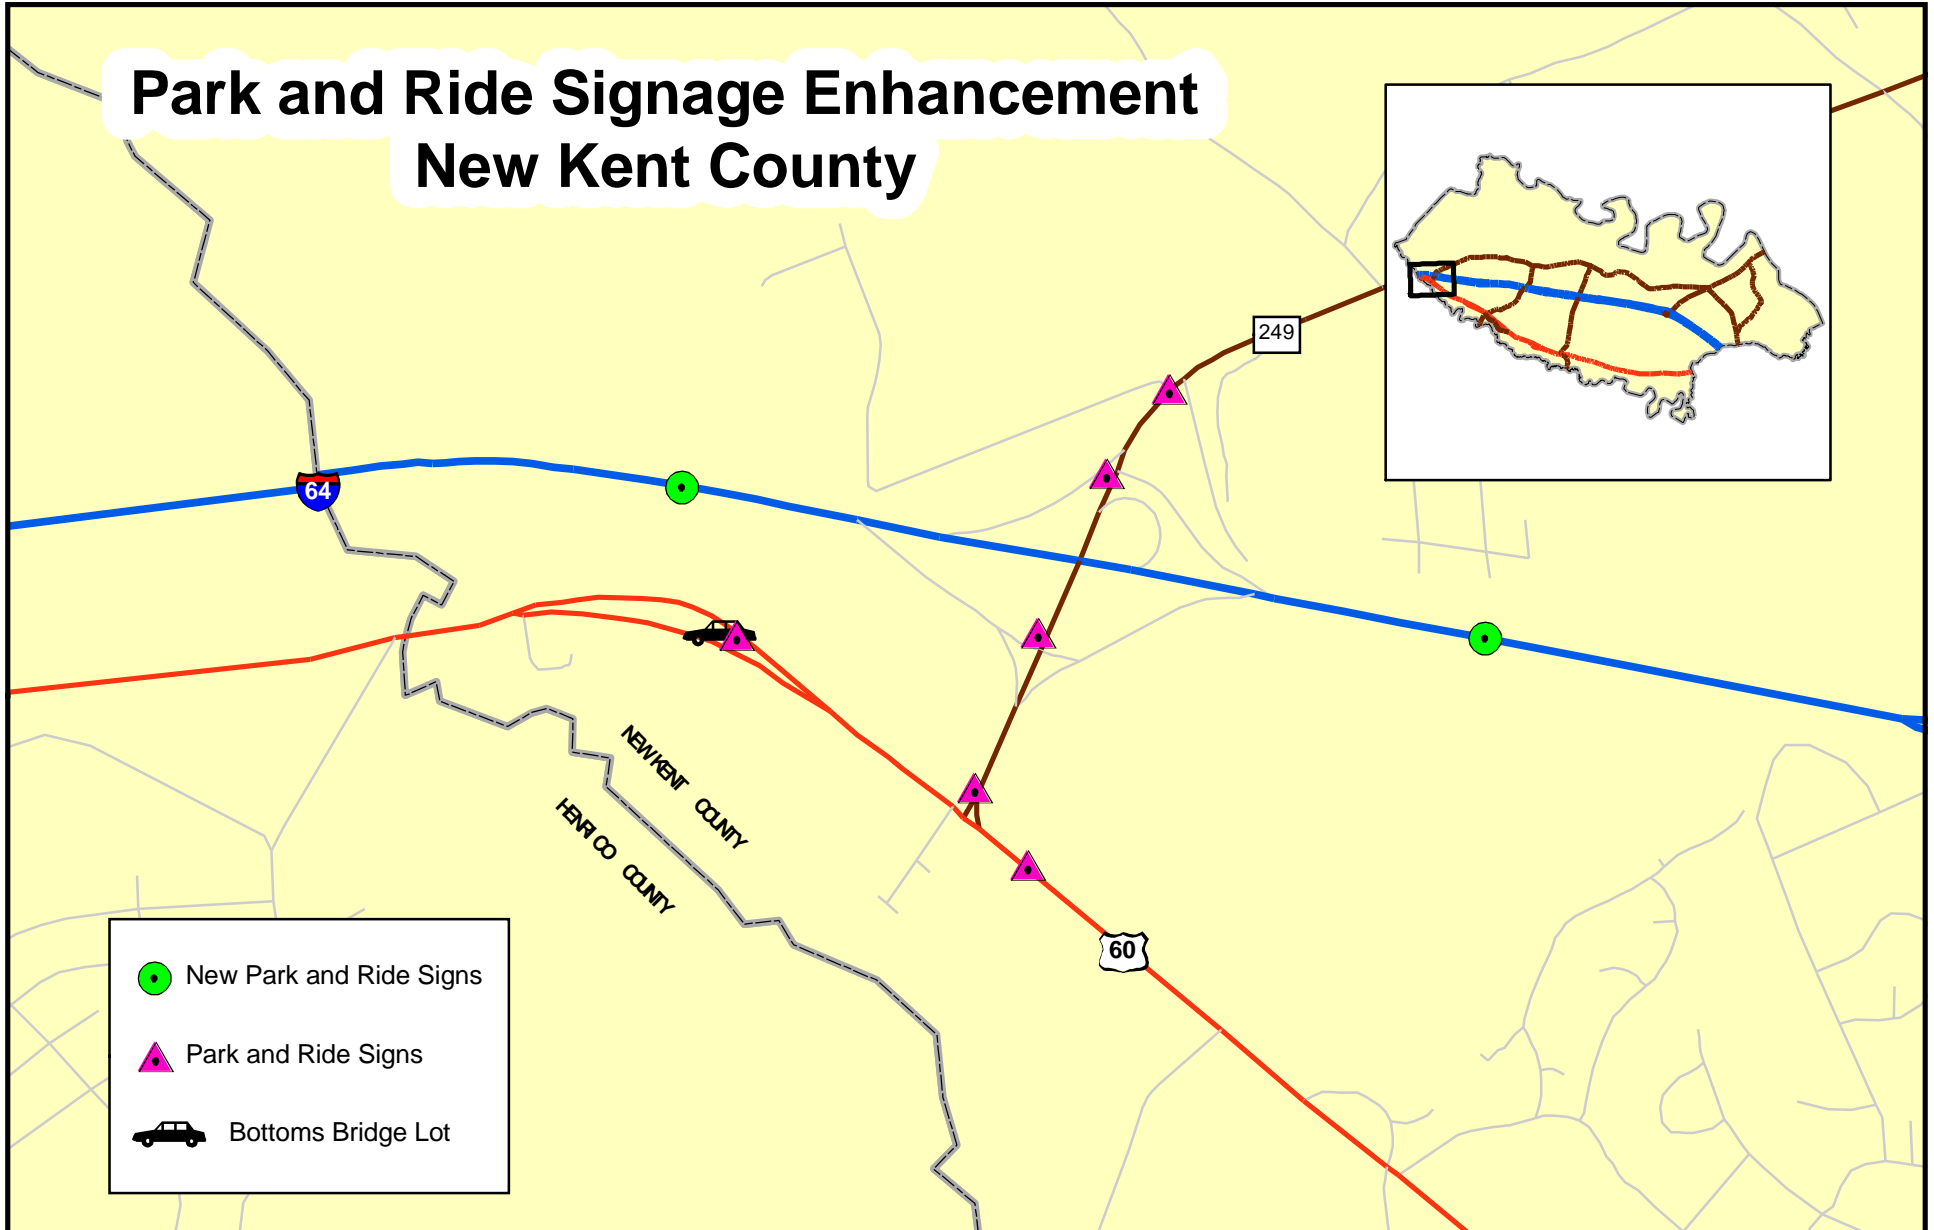 Park and Ride Signage Enhancement
New Kent County
249
64
NEW KENT COUNTY
HENRICO COUNTY
60
New Park and Ride Signs
Park and Ride Signs
Bottoms Bridge Lot